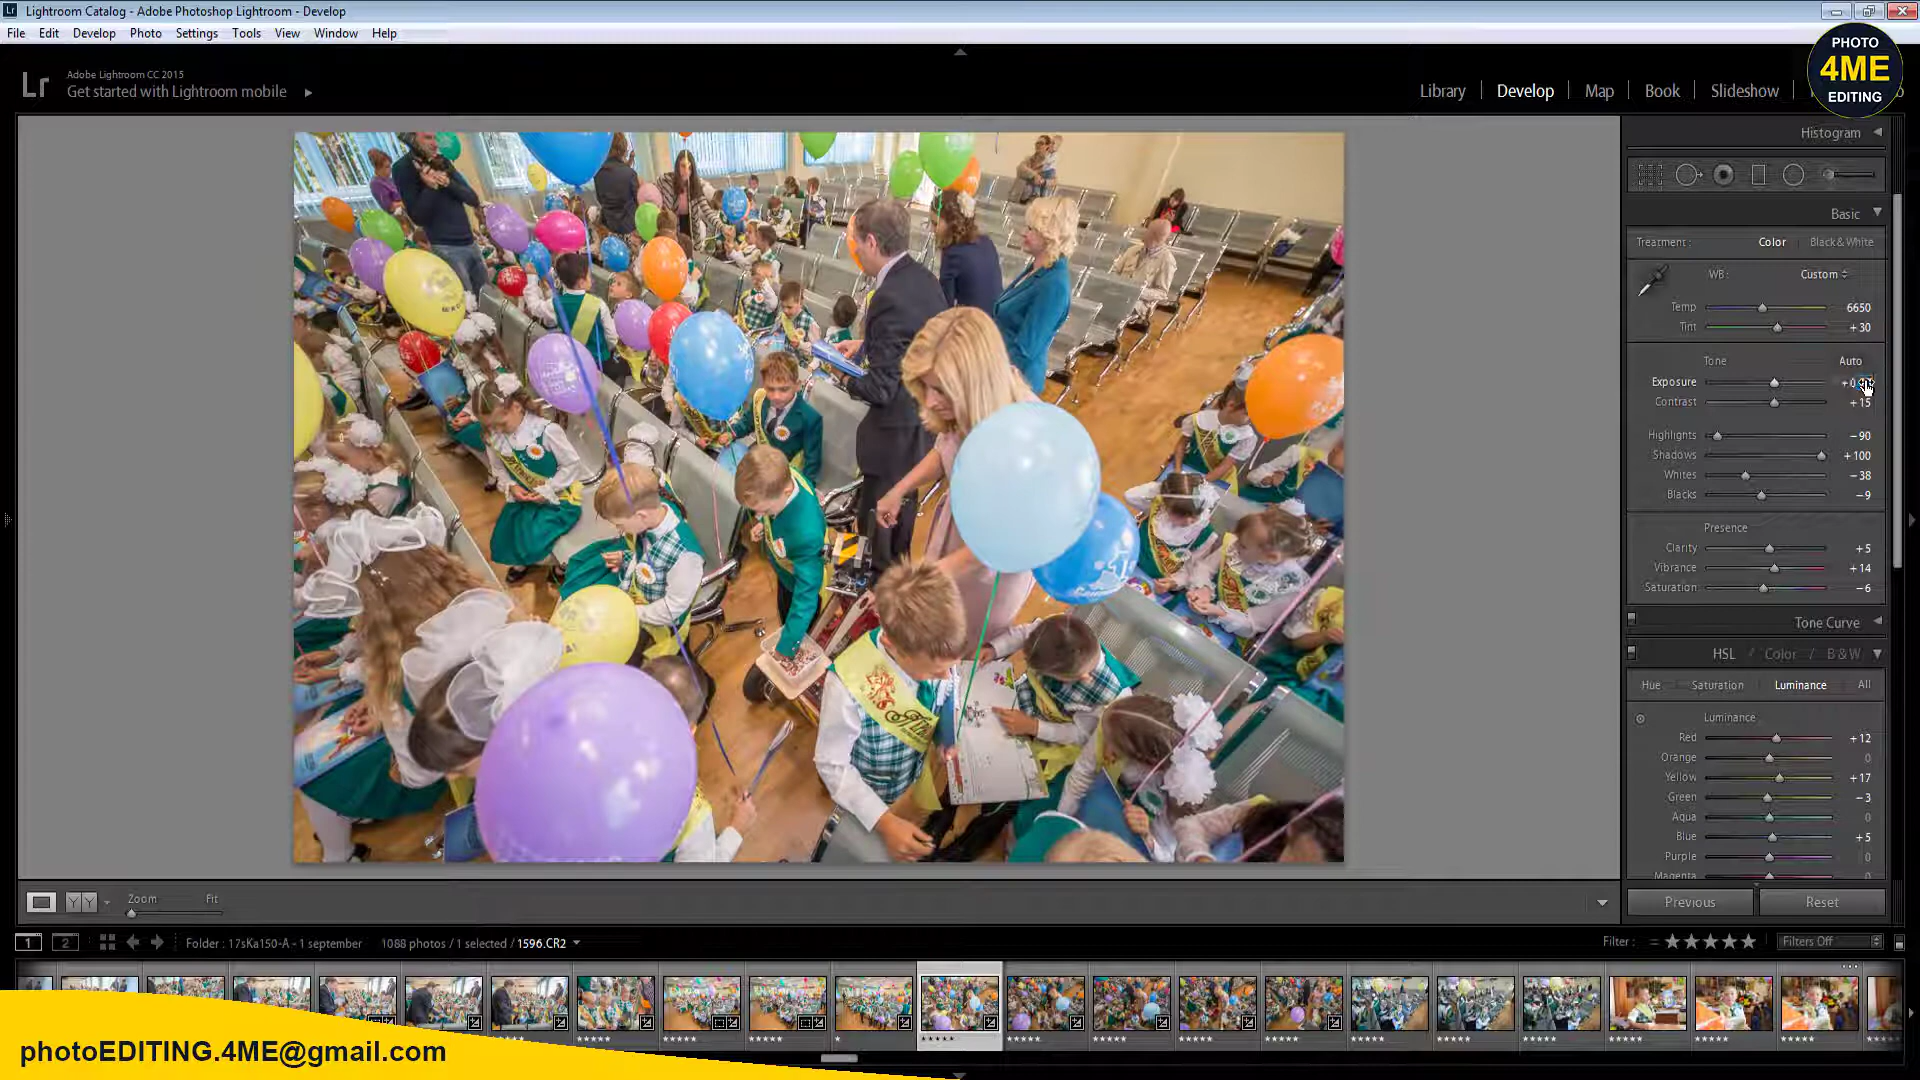 Lightroom Catalog - Adobe Photoshop Lightroom - Develop
File Edit Develop Photo Settings Tools View Window Help
PHOTO
4ME
EDITING
Adobe Lightroom CC 2015
Lr Get started with Lightroom mobile
Library Develop Map Book Slideshow
Histogram
Basic
Treatment : Color Black & White
WB : Custom
Temp 6650
Tint + 30
Tone Auto
Exposure
Contrast + 15
Highlights − 90
Shadows + 100
Whites − 38
Blacks − 9
Presence
Clarity + 5
Vibrance + 14
Saturation − 6
Tone Curve
HSL / Color / B & W
Hue Saturation Luminance All
Luminance
Red + 12
Orange 0
Yellow + 17
Green − 3
Aqua 0
Blue + 5
Purple 0
Magenta
Previous Reset
YY Zoom Fit
1 2 Folder : 17sKa150-A - 1 september 1088 photos / 1 selected / 1596.CR2 Filter : Filters Off
photoEDITING.4ME@gmail.com